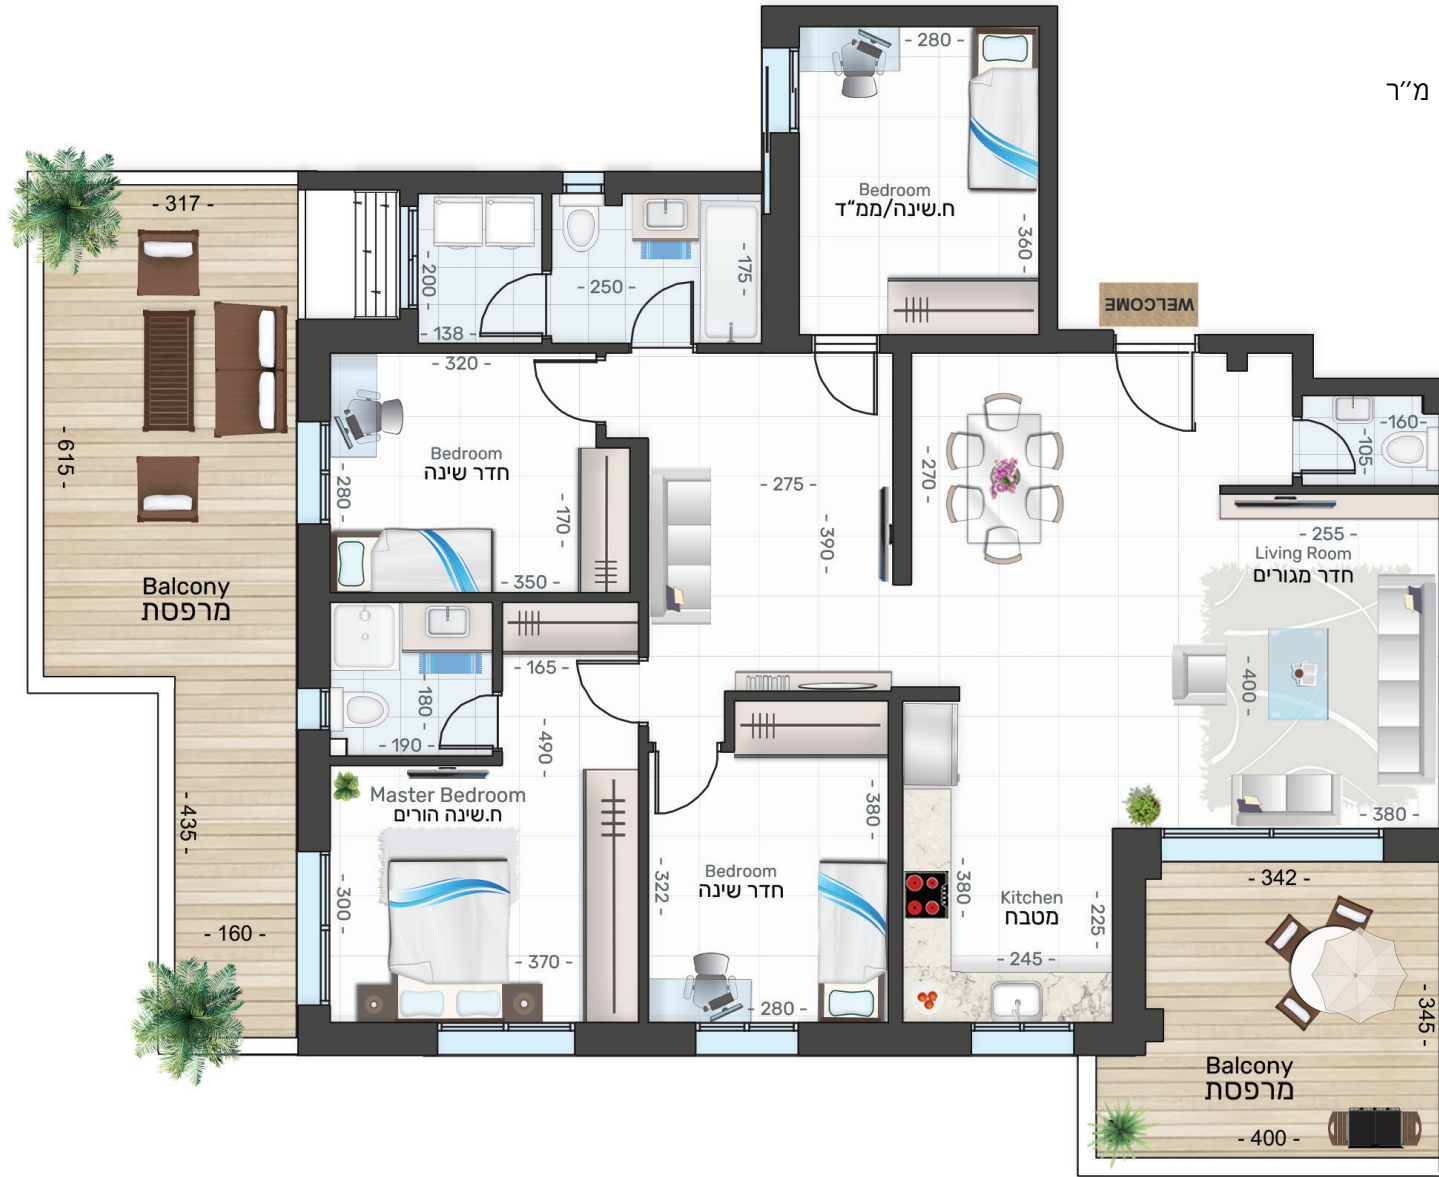 - 280 -
מ״ר
Bedroom
ח.שינה/ממ“ד
- 360 -
- 317 -
- 200 -
- 138 -
- 250 -
- 175 -
WELCOME
- 320 -
- 615 -
Bedroom
חדר שינה
- 280 -
- 170 -
- 350 -
- 275 -
- 390 -
- 270 -
-160-
-105-
- 255 -
Living Room
חדר מגורים
- 400 -
- 380 -
Balcony
מרפסת
- 165 -
- 180 -
- 190 -
- 490 -
Master Bedroom
ח.שינה הורים
- 435 -
- 300 -
- 160 -
- 370 -
- 380 -
Bedroom
חדר שינה
- 322 -
- 280 -
- 380 -
Kitchen
מטבח
- 225 -
- 245 -
- 342 -
- 345 -
Balcony
מרפסת
- 400 -